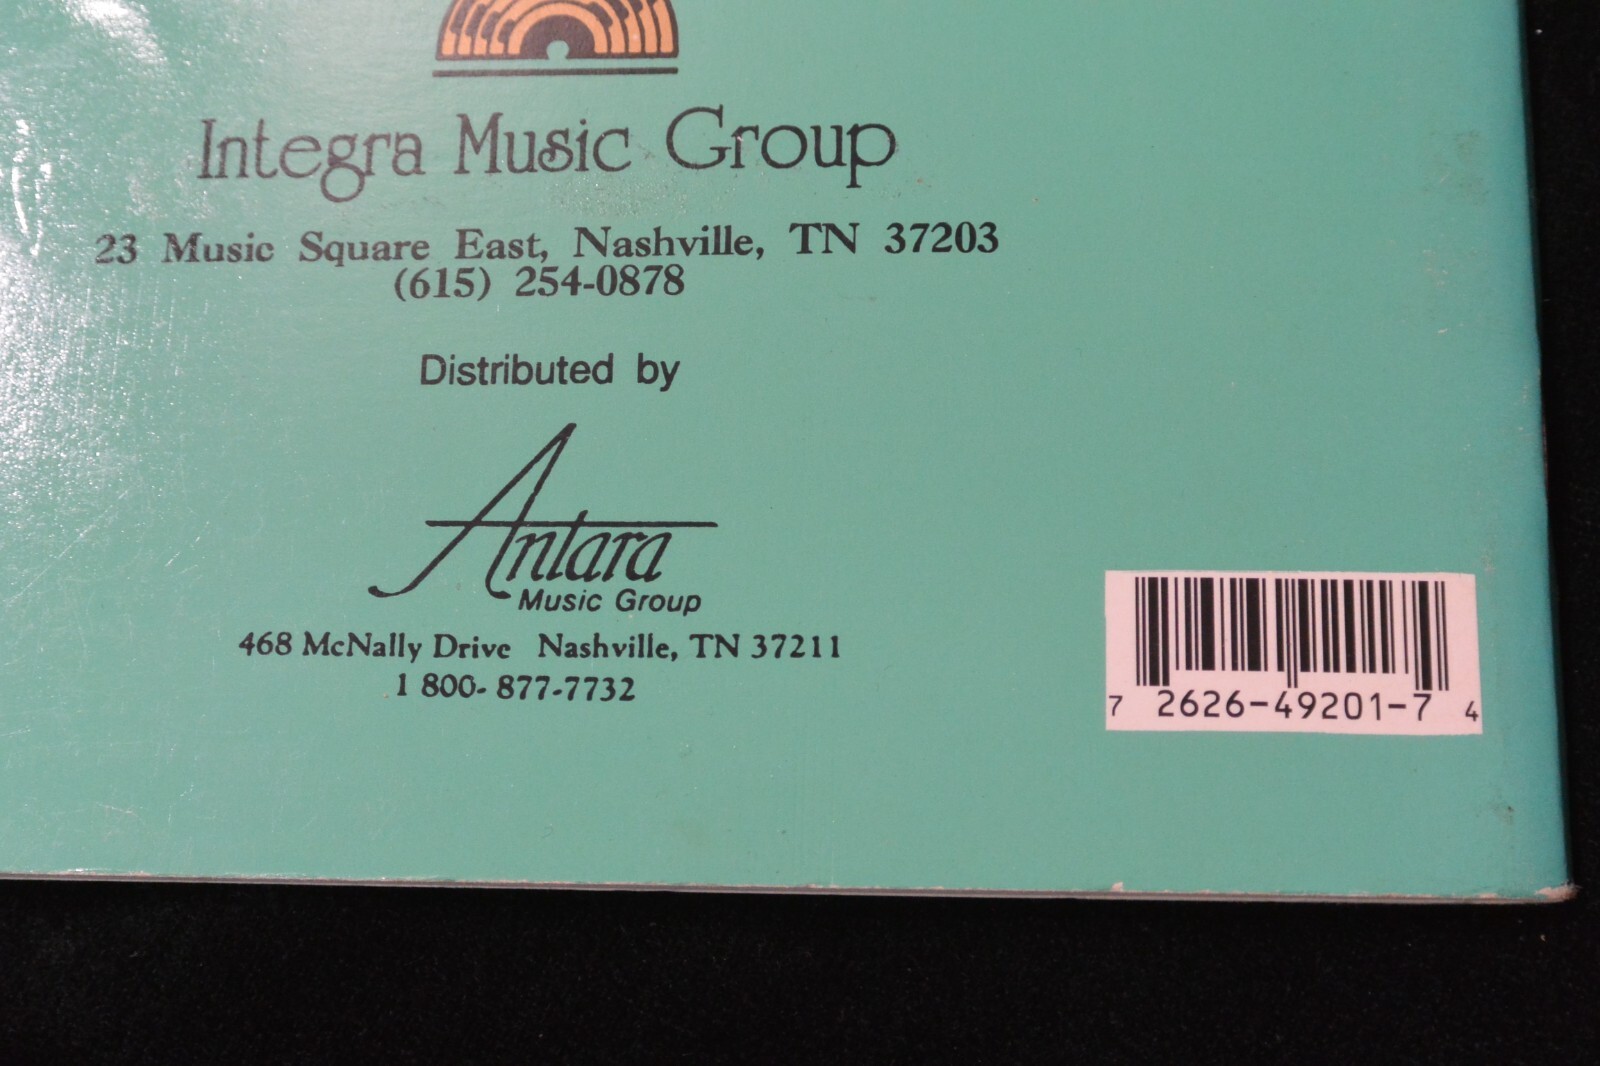 Integra Music Group
23 Music Square East, Nashville, TN 37203
(615) 254-0878
Distributed by
Antara
Music Group
468 McNally Drive Nashville, TN 37211
1 800-877-7732
7 2626-49201-7 4